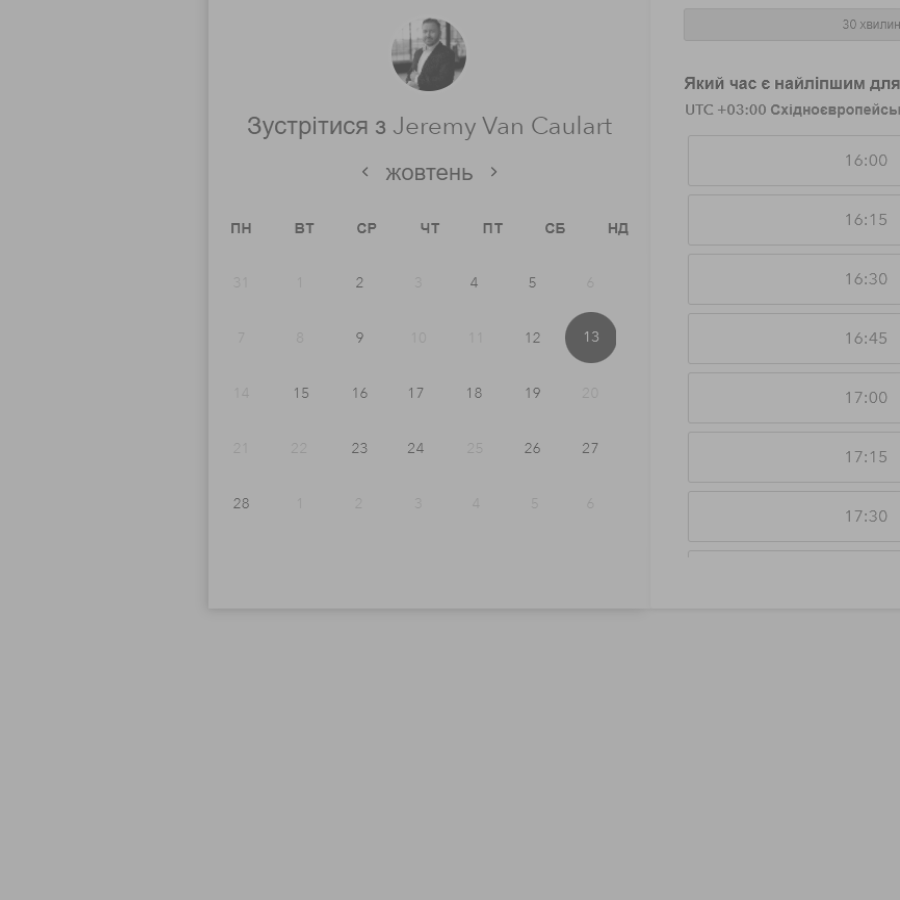 Зустрітися з Jeremy Van Caulart
жовтень
ПН ВТ СР ЧТ ПТ СБ НД
31 1 2 3 4 5 6
7 8 9 10 11 12 13
14 15 16 17 18 19 20
21 22 23 24 25 26 27
28 1 2 3 4 5 6
30 хвилин
Який час є найліпшим для
UTC +03:00 Східноєвропейсь
16:00
16:15
16:30
16:45
17:00
17:15
17:30